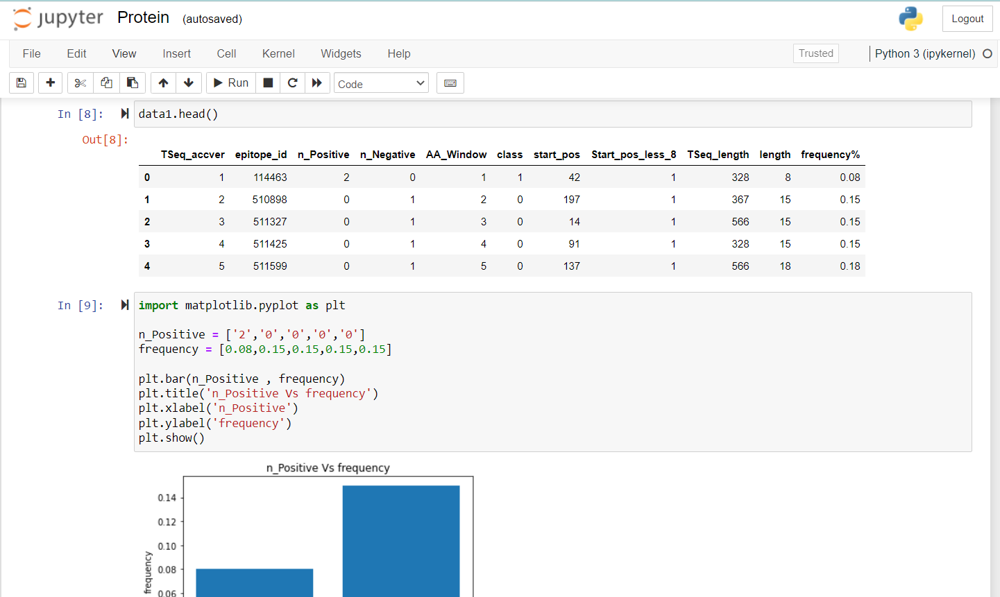 jupyter Protein (autosaved) Logout
File Edit View Insert Cell Kernel Widgets Help Trusted Python 3 (ipykernel)
Run Code
In [8]: data1.head()
Out[8]:
TSeq_accver epitope_id n_Positive n_Negative AA_Window class start_pos Start_pos_less_8 TSeq_length length frequency%
0 1 114463 2 0 1 1 42 1 328 8 0.08
1 2 510898 0 1 2 0 197 1 367 15 0.15
2 3 511327 0 1 3 0 14 1 566 15 0.15
3 4 511425 0 1 4 0 91 1 328 15 0.15
4 5 511599 0 1 5 0 137 1 566 18 0.18
In [9]: import matplotlib.pyplot as plt
n_Positive = ['2','0','0','0','0']
frequency = [0.08,0.15,0.15,0.15,0.15]
plt.bar(n_Positive , frequency)
plt.title('n_Positive Vs frequency')
plt.xlabel('n_Positive')
plt.ylabel('frequency')
plt.show()
n_Positive Vs frequency
0.14
0.12
0.10
0.08
0.06
frequency